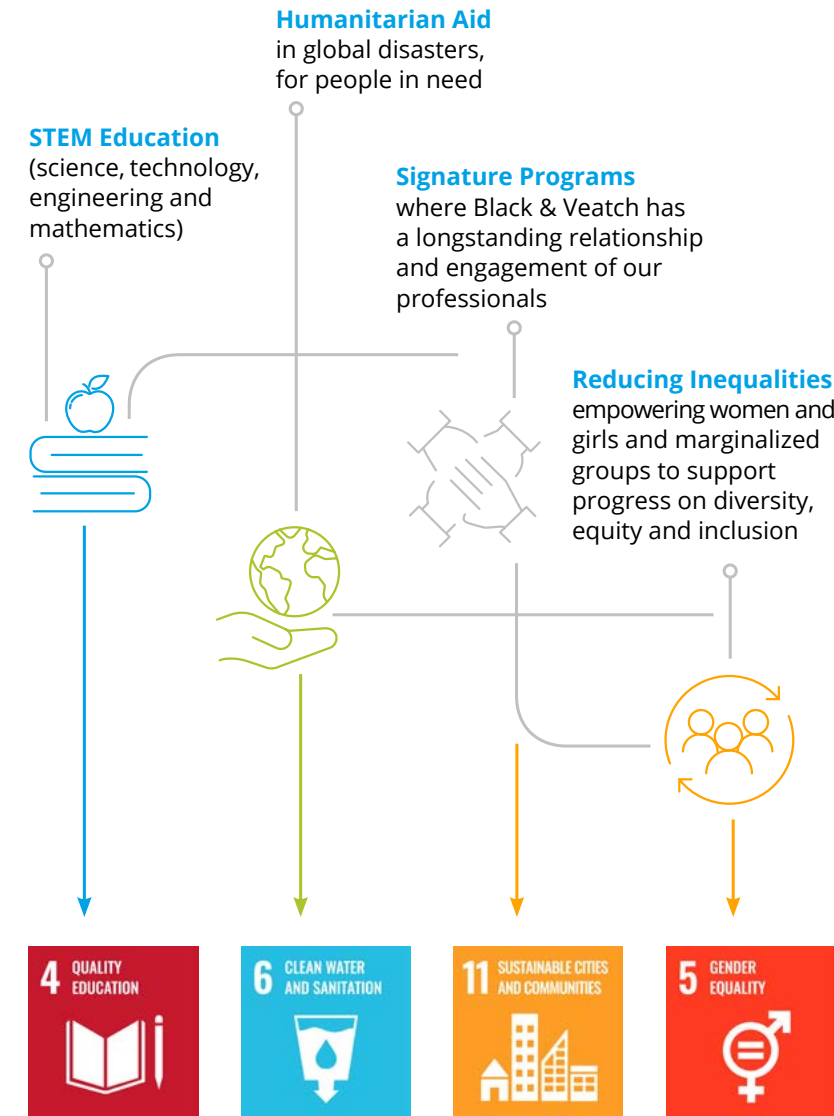 Humanitarian Aid
in global disasters,
for people in need
STEM Education
(science, technology,
engineering and
mathematics)
Signature Programs
where Black & Veatch has
a longstanding relationship
and engagement of our
professionals
Reducing Inequalities
empowering women and
girls and marginalized
groups to support
progress on diversity,
equity and inclusion
4 QUALITY
EDUCATION
6 CLEAN WATER
AND SANITATION
11 SUSTAINABLE CITIES
AND COMMUNITIES
5 GENDER
EQUALITY